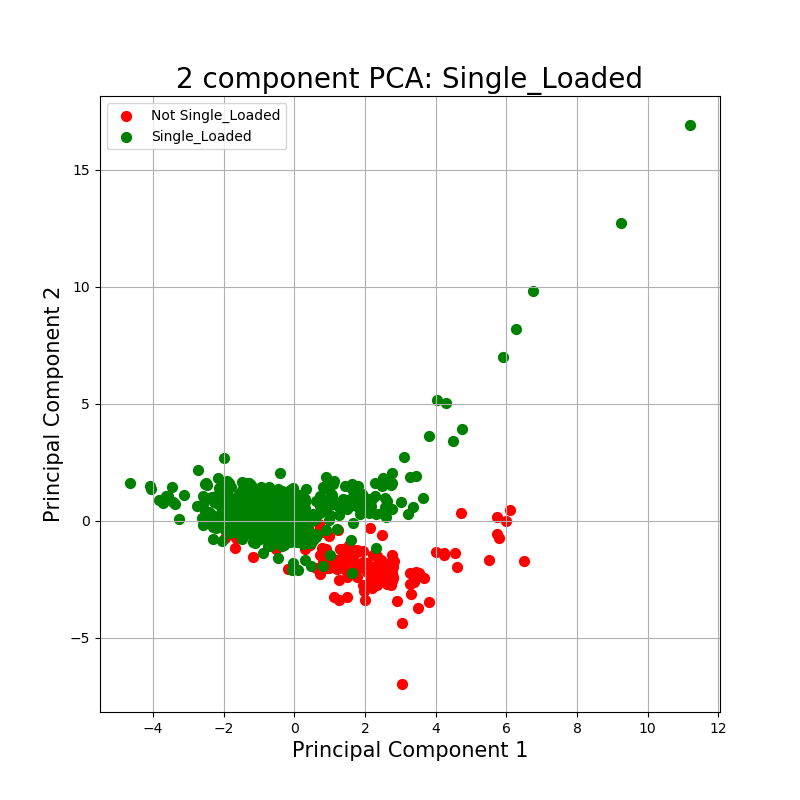 2 component PCA: Single_Loaded
Not Single_Loaded
Single_Loaded
15
10
5
0
−5
Principal Component 2
−4 −2 0 2 4 6 8 10 12
Principal Component 1